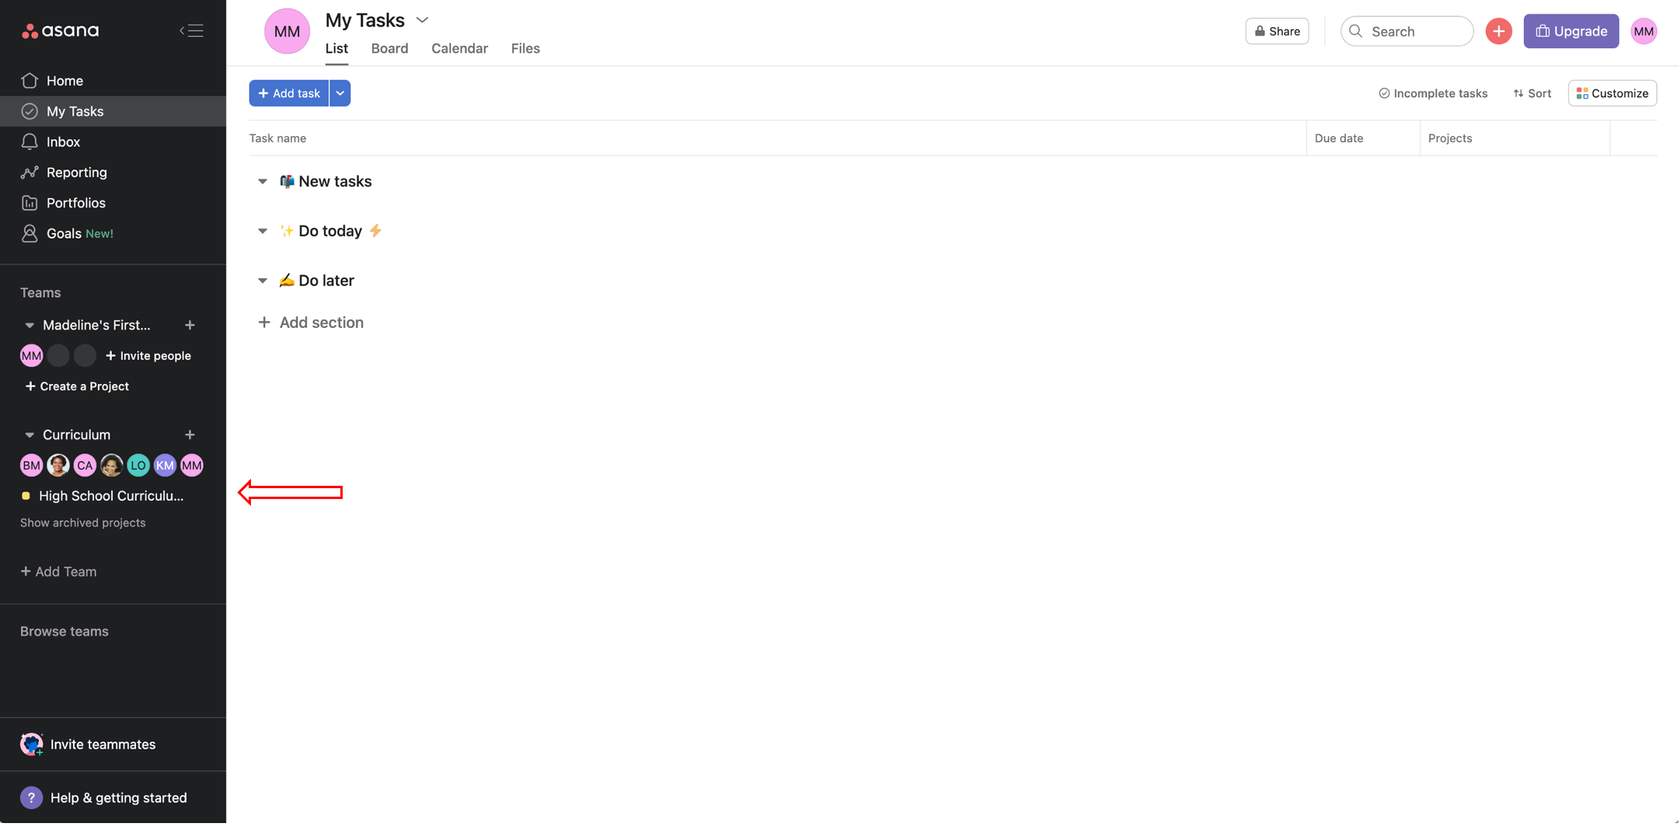 asana
Home
My Tasks
Inbox
Reporting
Portfolios
Goals New!
Teams
Madeline's First...
MM
+ Invite people
+ Create a Project
Curriculum
BM CA LO KM MM
High School Curriculu...
Show archived projects
+ Add Team
Browse teams
Invite teammates
? Help & getting started
MM
My Tasks
List Board Calendar Files
Share
Search
Upgrade
MM
+ Add task
Incomplete tasks
Sort
Customize
Task name Due date Projects
New tasks
Do today
Do later
+ Add section